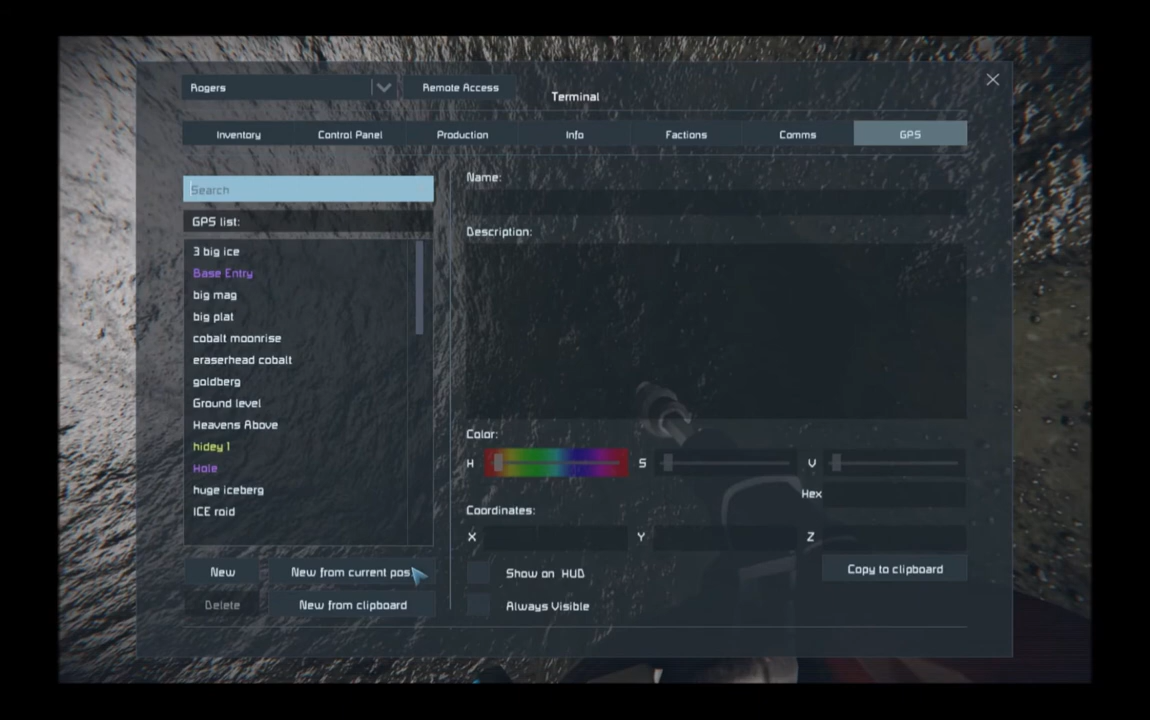 Rogers
Remote Access
Terminal
Inventory
Control Panel
Production
Info
Factions
Comms
GPS
Search
GPS list:
3 big ice
Base Entry
big mag
big plat
cobalt moonrise
eraserhead cobalt
goldberg
Ground level
Heavens Above
hidey 1
Hole
huge iceberg
ICE roid
New
New from current pos
Delete
New from clipboard
Name:
Description:
Color:
H
S
V
Hex
Coordinates:
X
Y
Z
Show on HUD
Copy to clipboard
Always Visible